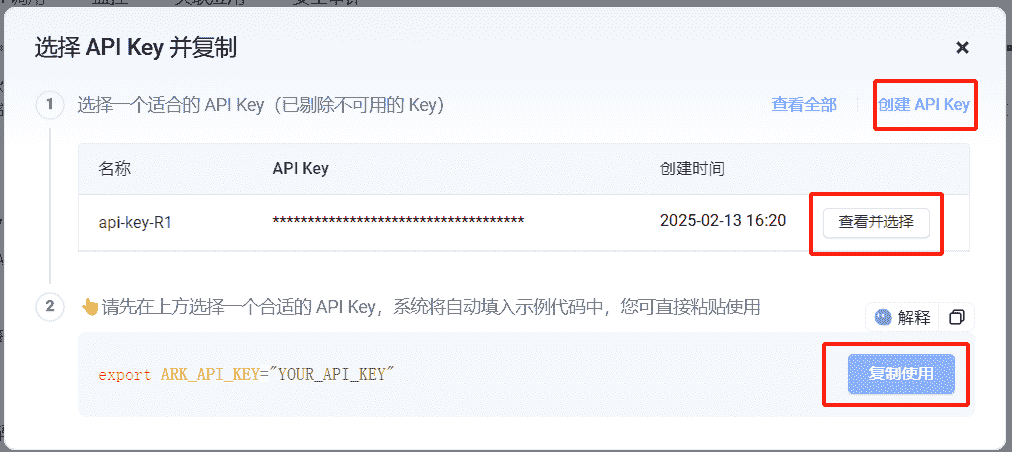 选择 API Key 并复制
1 选择一个适合的 API Key（已剔除不可用的 Key） 查看全部 创建 API Key
名称 API Key 创建时间
api-key-R1 ************************************ 2025-02-13 16:20 查看并选择
2 👆请先在上方选择一个合适的 API Key，系统将自动填入示例代码中，您可直接粘贴使用
解释
export ARK_API_KEY="YOUR_API_KEY" 复制使用